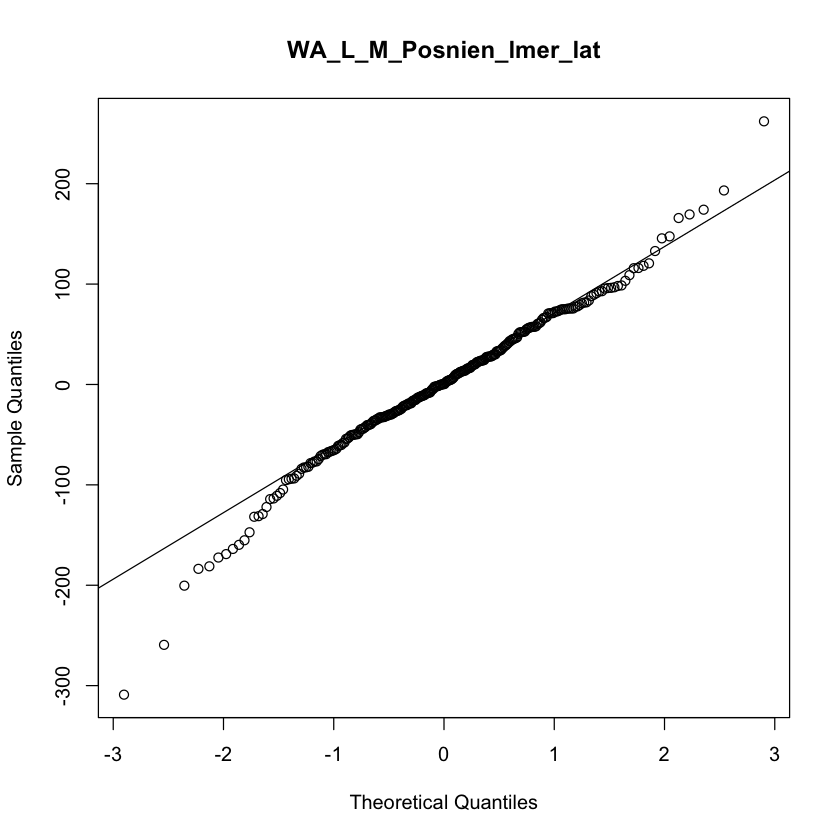 WA_L_M_Posnien_lmer_lat
200
100
0
-100
-200
-300
Sample Quantiles
-3 -2 -1 0 1 2 3
Theoretical Quantiles